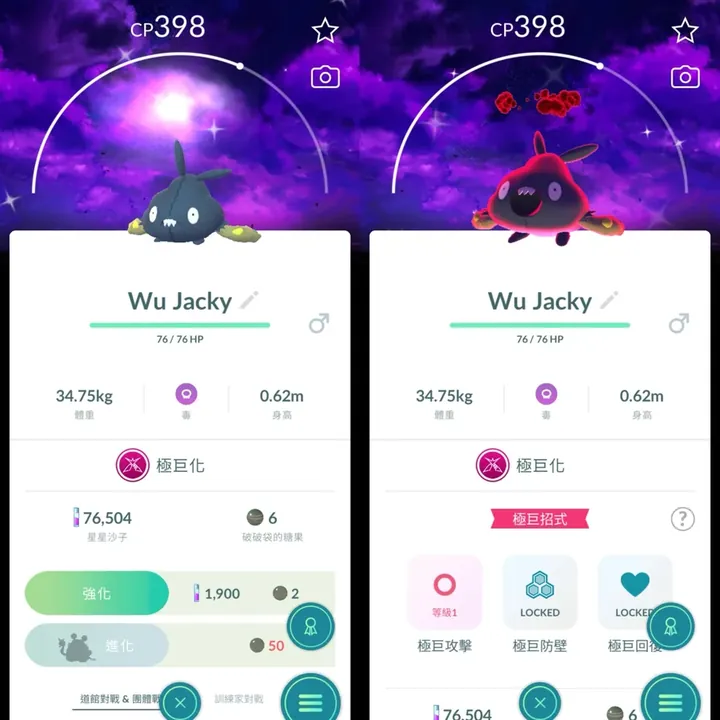 CP398
Wu Jacky
76 / 76 HP
34.75kg
體重
毒
0.62m
身高
極巨化
76,504
星星沙子
6
破破袋的糖果
強化
1,900
2
進化
50
道館對戰 & 團體戰
訓練家對戰
CP398
Wu Jacky
76 / 76 HP
34.75kg
體重
毒
0.62m
身高
極巨化
極巨招式
?
等級1
LOCKED
LOCKED
極巨攻擊
極巨防壁
極巨回復
76,504
6